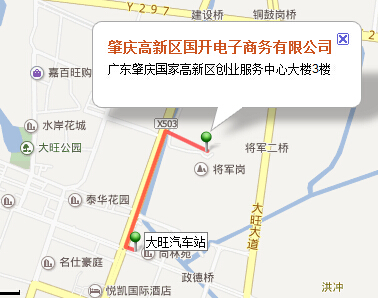 建设桥
铜鼓岗桥
Y297
肇庆高新区国开电子商务有限公司
广东肇庆国家高新区创业服务中心大楼3楼
嘉百旺购
水岸花城
X503
大旺公园
将军二桥
将军岗
泰华花园
大旺大道
大旺汽车站
尚林苑
名仕豪庭
政德桥
悦凯国际酒店
洪冲